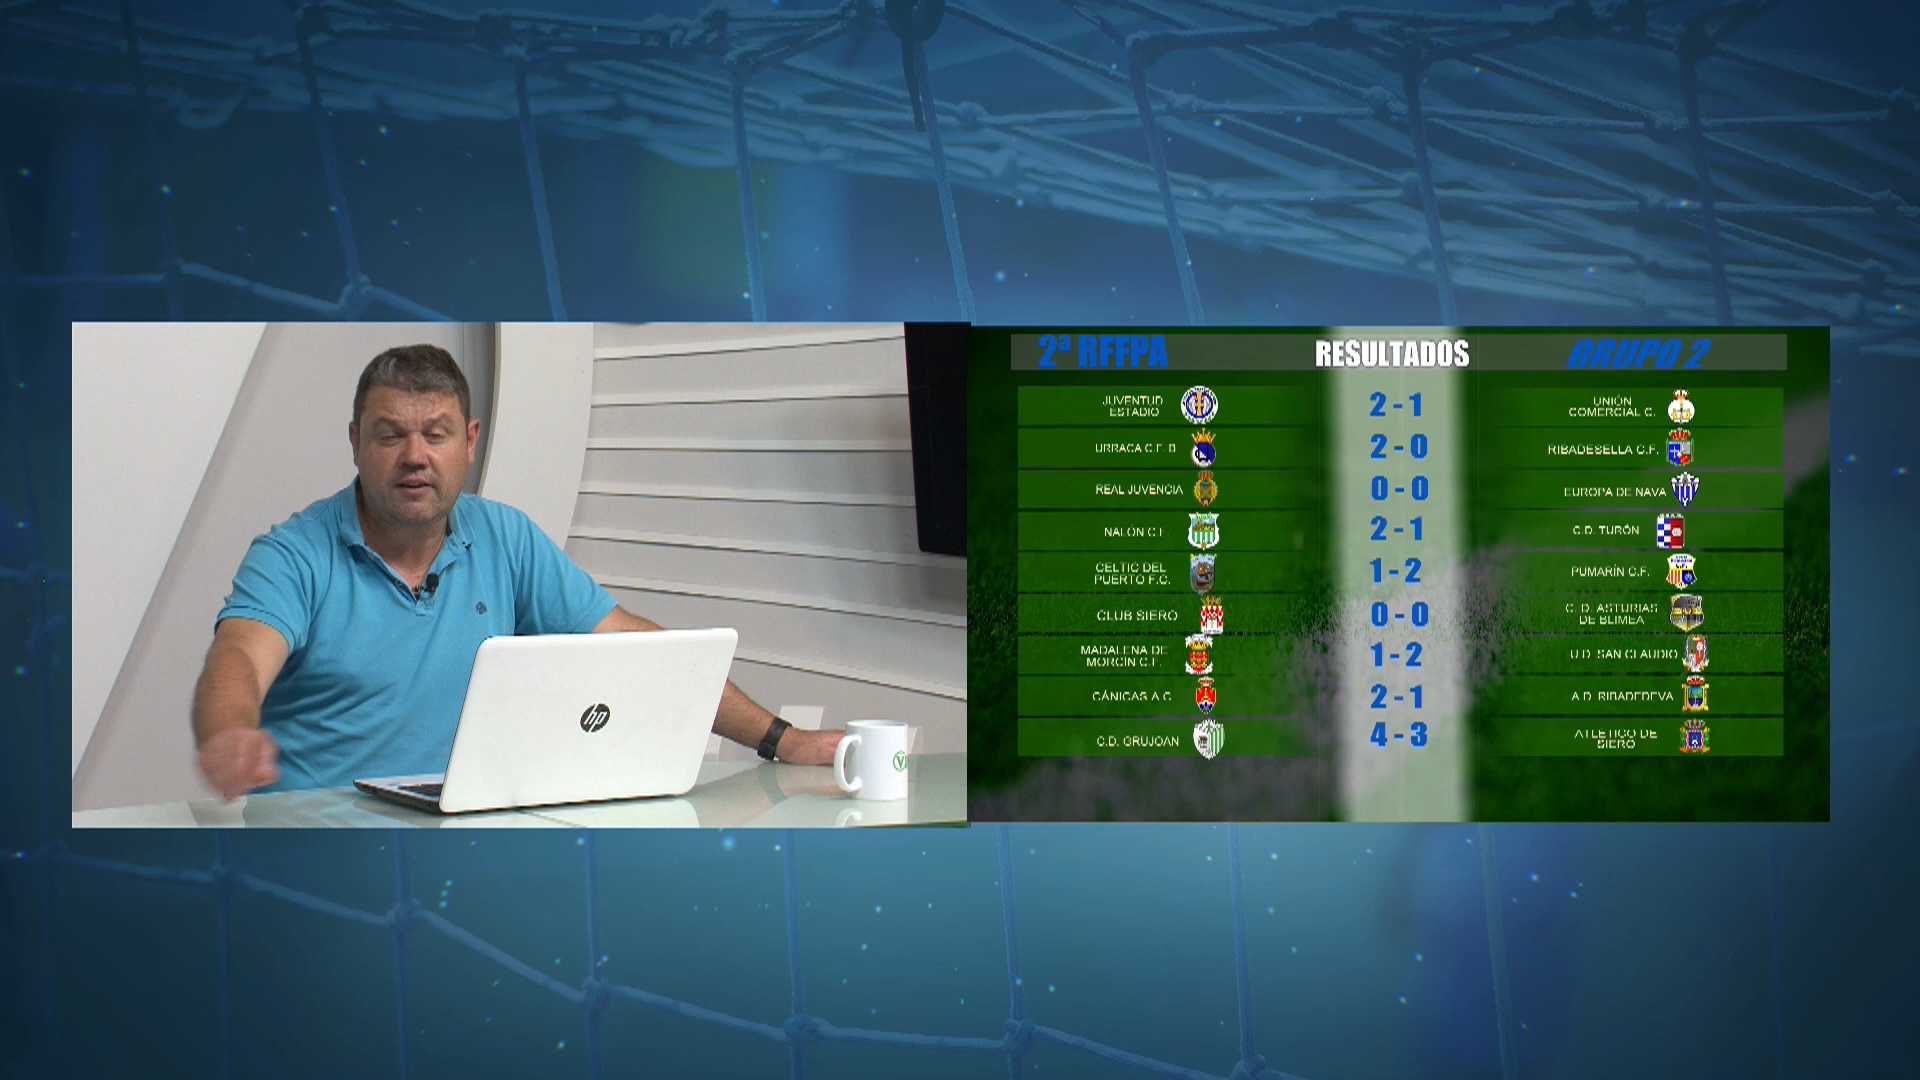 2ª RFFPA RESULTADOS GRUPO 2
JUVENTUD
ESTADIO
2 - 1
UNIÓN
COMERCIAL C.
URRACA C.F. B
2 - 0
RIBADESELLA C.F.
REAL JUVENCIA
0 - 0
EUROPA DE NAVA
NALÓN C.F.
2 - 1
C.D. TURÓN
CELTIC DEL
PUERTO F.C.
1 - 2
PUMARÍN C.F.
CLUB SIERO
0 - 0
C. D. ASTURIAS
DE BLIMEA
MADALENA DE
MORCÍN C.F.
1 - 2
U.D. SAN CLAUDIO
CÁNICAS A.C.
2 - 1
A.D. RIBADEDEVA
C.D. GRUJOAN
4 - 3
ATLÉTICO DE
SIERO
hp